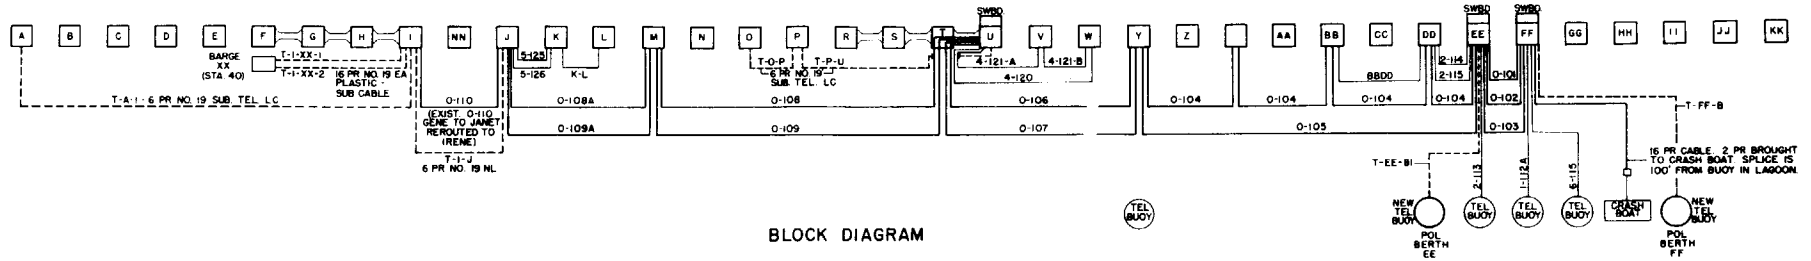 SWBD.
SWBD
SWBD.
A B C D E F G H I NN J K L M N O P R S T U V W Y Z AA BB CC DD EE FF GG HH II JJ KK
BARGE
XX
(STA. 40)
T-1-XX-1
T-1-XX-2
16 PR NO. 19 EA
PLASTIC
SUB CABLE
T-A-1-6 PR NO. 19 SUB. TEL. LC
0-110
(EXIST. 0-110
GENE TO JANET
REROUTED TO
(RENE)
T-1-J
6 PR NO. 19 NL
5-125
5-126
K-L
0-108A
0-109A
T-O-P
T-P-U
6 PR NO. 19
SUB. TEL. LC
0-108
0-109
4-121-A
4-121-B
4-120
0-106
0-107
0-104
0-104
BBDD
0-104
0-105
2-114
2-115
0-101
0-102
0-103
T-FF-B
T-EE-B1
2-113
1-112A
6-115
16 PR CABLE. 2 PR BROUGHT
TO CRASH BOAT. SPLICE IS
100' FROM BUOY IN LAGOON.
TEL
BUOY
NEW
TEL
BUOY
POL
BERTH
EE
TEL
BUOY
TEL
BUOY
TEL
BUOY
CRASH
BOAT
NEW
TEL
BUOY
POL
BERTH
FF
BLOCK DIAGRAM